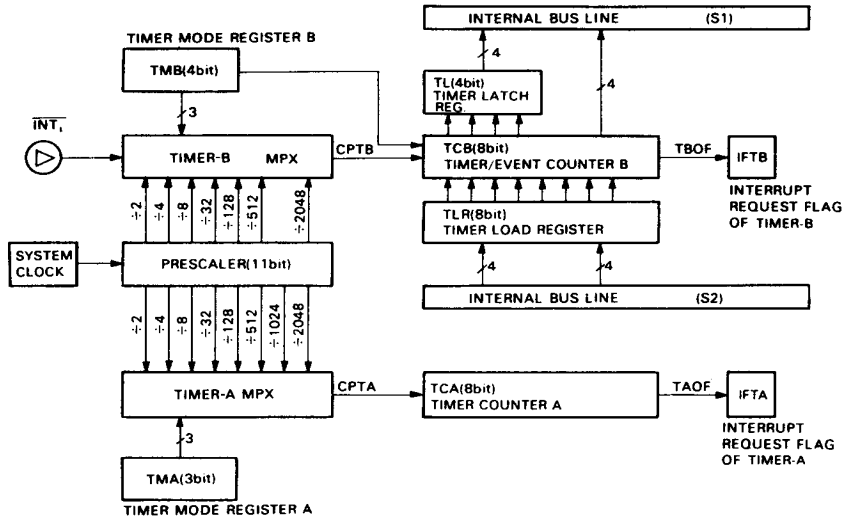 INTERNAL BUS LINE (S1)
TIMER MODE REGISTER B
TMB(4bit)
4
4
TL(4bit)
TIMER LATCH
REG.
3
INT₁
TIMER-B MPX
CPTB
TCB(8bit)
TIMER/EVENT COUNTER B
TBOF
IFTB
INTERRUPT
REQUEST FLAG
OF TIMER-B
÷2
÷4
÷8
÷32
÷128
÷512
÷2048
TLR(8bit)
TIMER LOAD REGISTER
SYSTEM
CLOCK
PRESCALER(11bit)
4
4
INTERNAL BUS LINE (S2)
÷2
÷4
÷8
÷32
÷128
÷512
÷1024
÷2048
TIMER-A MPX
CPTA
TCA(8bit)
TIMER COUNTER A
TAOF
IFTA
INTERRUPT
REQUEST FLAG
OF TIMER-A
3
TMA(3bit)
TIMER MODE REGISTER A